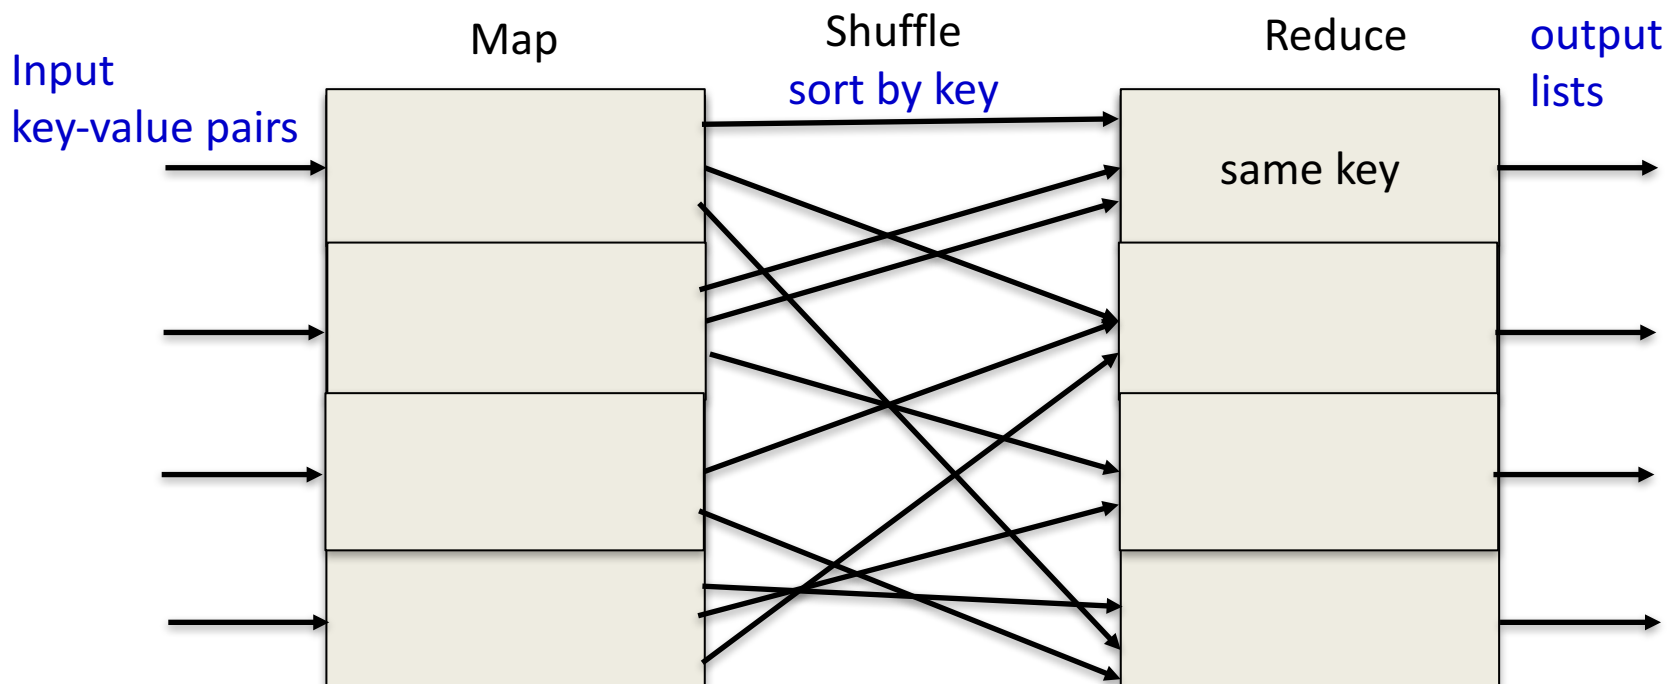 Input
key-value pairs
Map
Shuffle
sort by key
Reduce
output
lists
same key